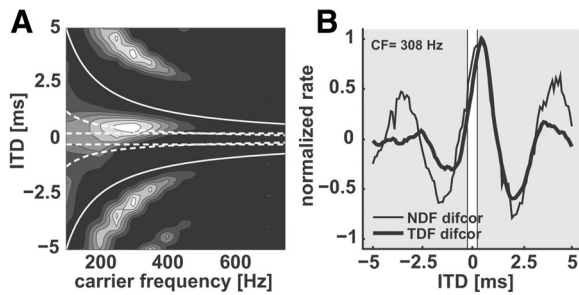 A
5
2.5
0
−2.5
−5
ITD [ms]
200
400
600
carrier frequency [Hz]
B
CF= 308 Hz
1
0.5
0
-0.5
-1
normalized rate
NDF difcor
TDF difcor
-5
-2.5
0
2.5
5
ITD [ms]